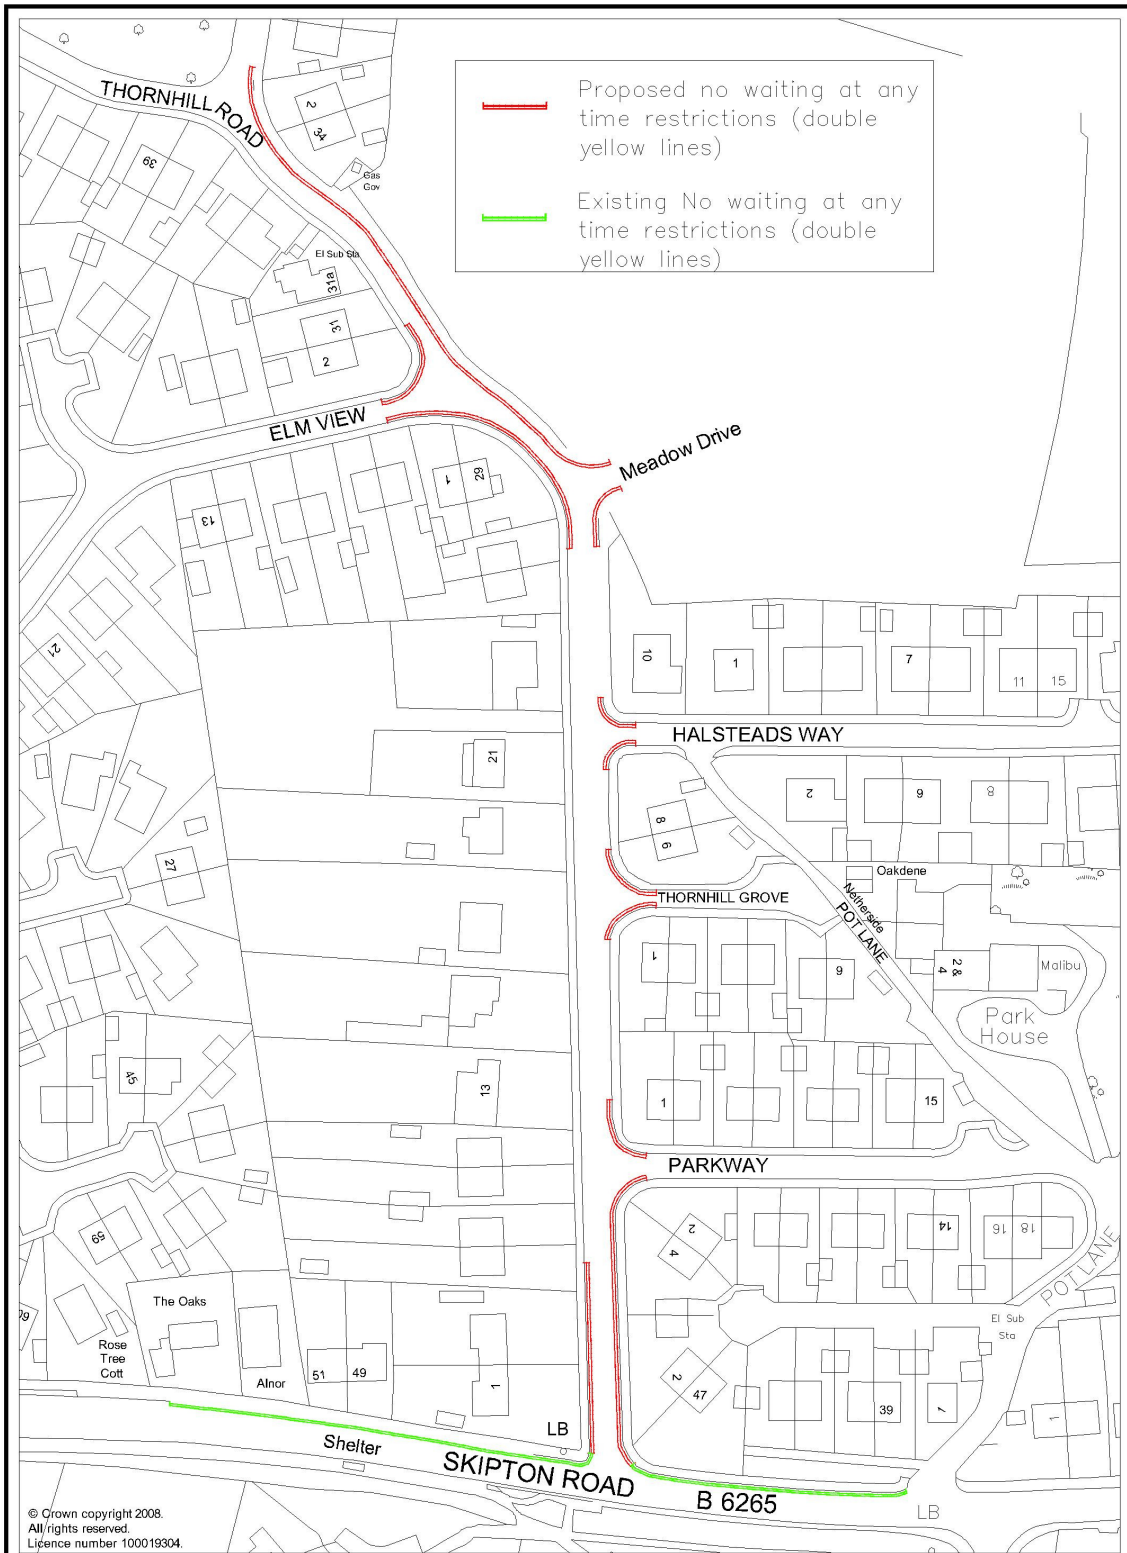 THORNHILL ROAD
2
34
39
Gas
Gov
El Sub Sta
31a
31
2
Proposed no waiting at any
time restrictions (double
yellow lines)
Existing No waiting at any
time restrictions (double
yellow lines)
ELM VIEW
Meadow Drive
1
29
13
21
10
1
7
11
15
HALSTEADS WAY
21
2
6
8
8
6
27
Oakdene
THORNHILL GROVE
Netherside
POT LANE
1
9
2 &
4
Malibu
Park
House
45
13
1
15
PARKWAY
59
2
4
14
16
18
POT LANE
The Oaks
El Sub
Sta
Rose
Tree
Cott
Alnor
51
49
1
2
47
39
1
1
LB
Shelter
SKIPTON ROAD
B 6265
LB
© Crown copyright 2008.
All rights reserved.
Licence number 100019304.